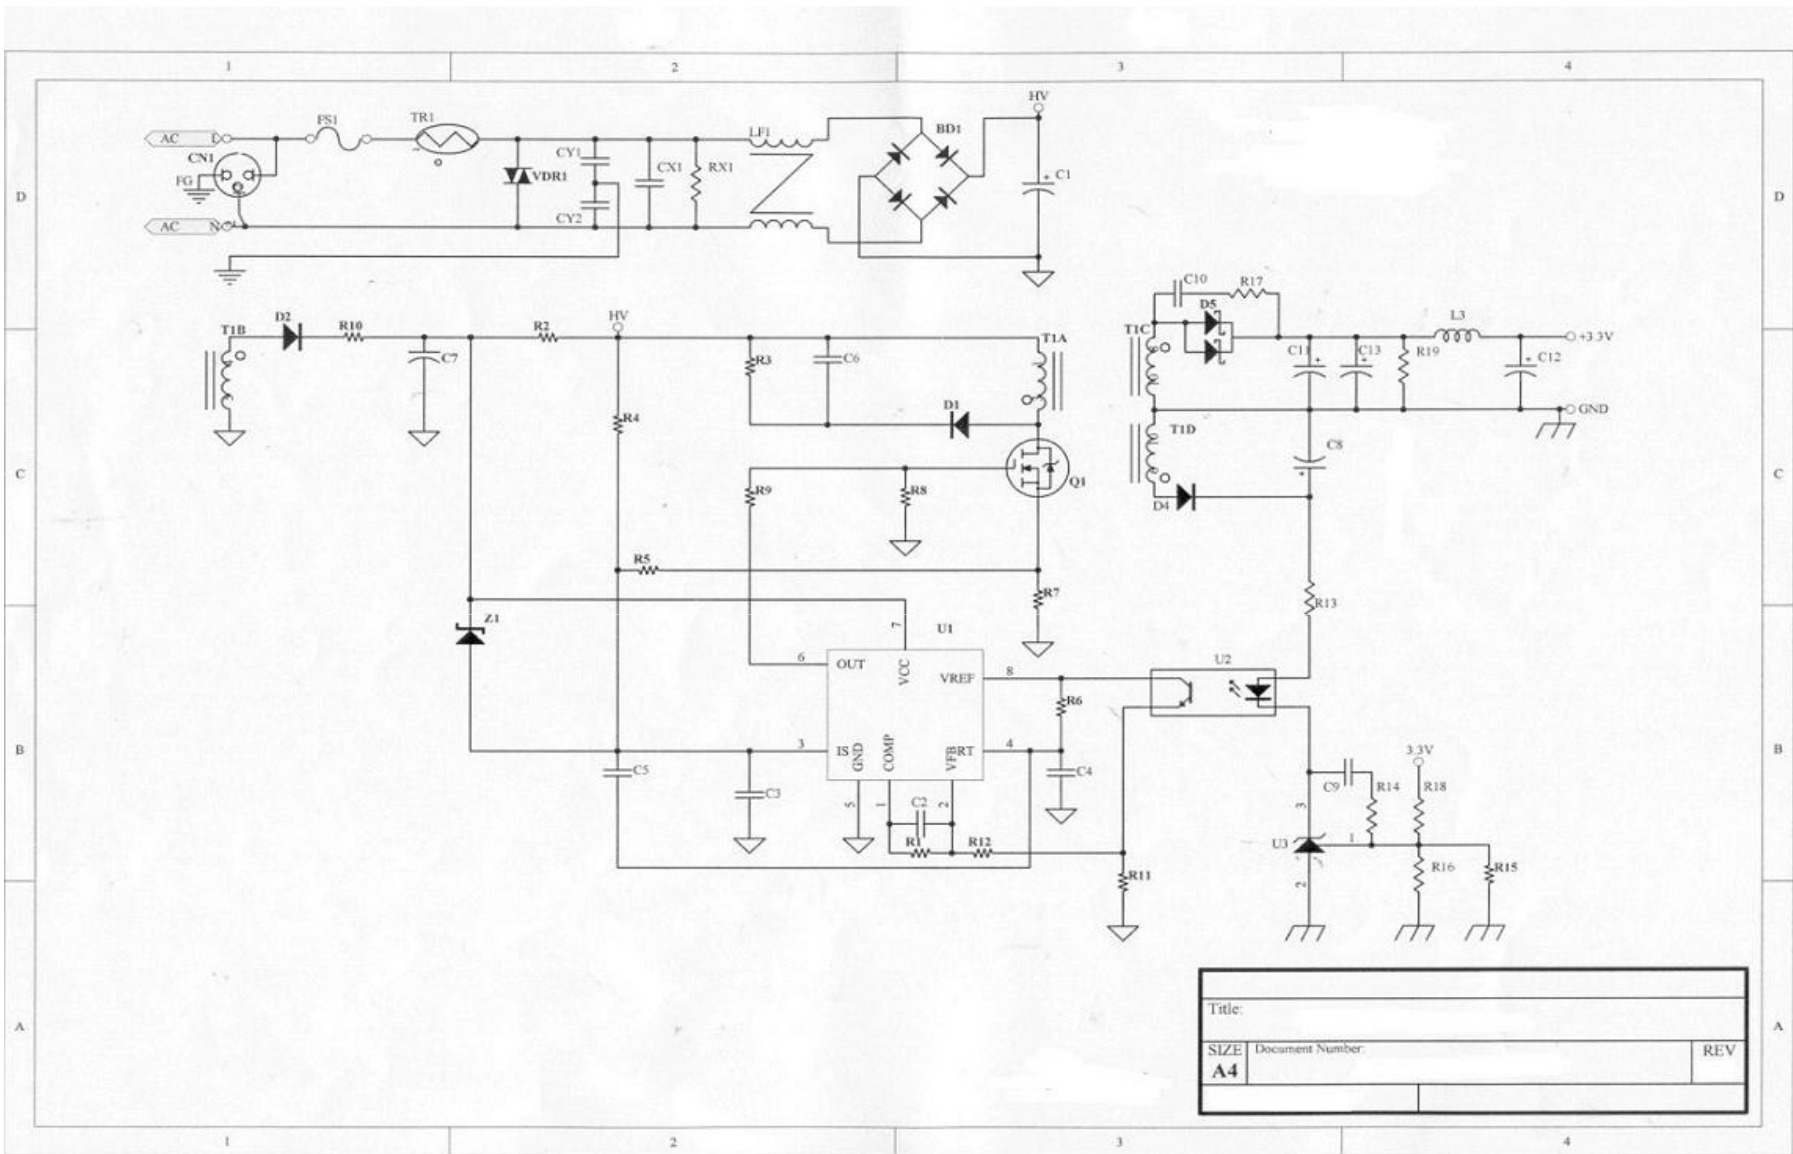 1 2 3 4
HV
FS1 TR1 LF1 BD1
AC L
CN1 CY1 CX1 RX1 C1
FG VDR1
D D
CY2
AC N
C10 R17
D2 HV D5 L3
T1B R10 R2 T1A T1C +3.3V
C7 R3 C6 C11 C13 R19 C12
D1 GND
R4 T1D
C8
C C
R9 R8 Q1
D4
R5
R7 R13
Z1 7 U1
6 OUT VCC VREF 8 U2
R6
B 3 IS GND COMP VFB RT 4 3.3V B
C5 C4
C3 5 1 C2 2 C9 R14 R18
3
R1 R12 U3 1
R11 R16 R15
2
Title:
A A
SIZE Document Number: REV
A4
1 2 3 4